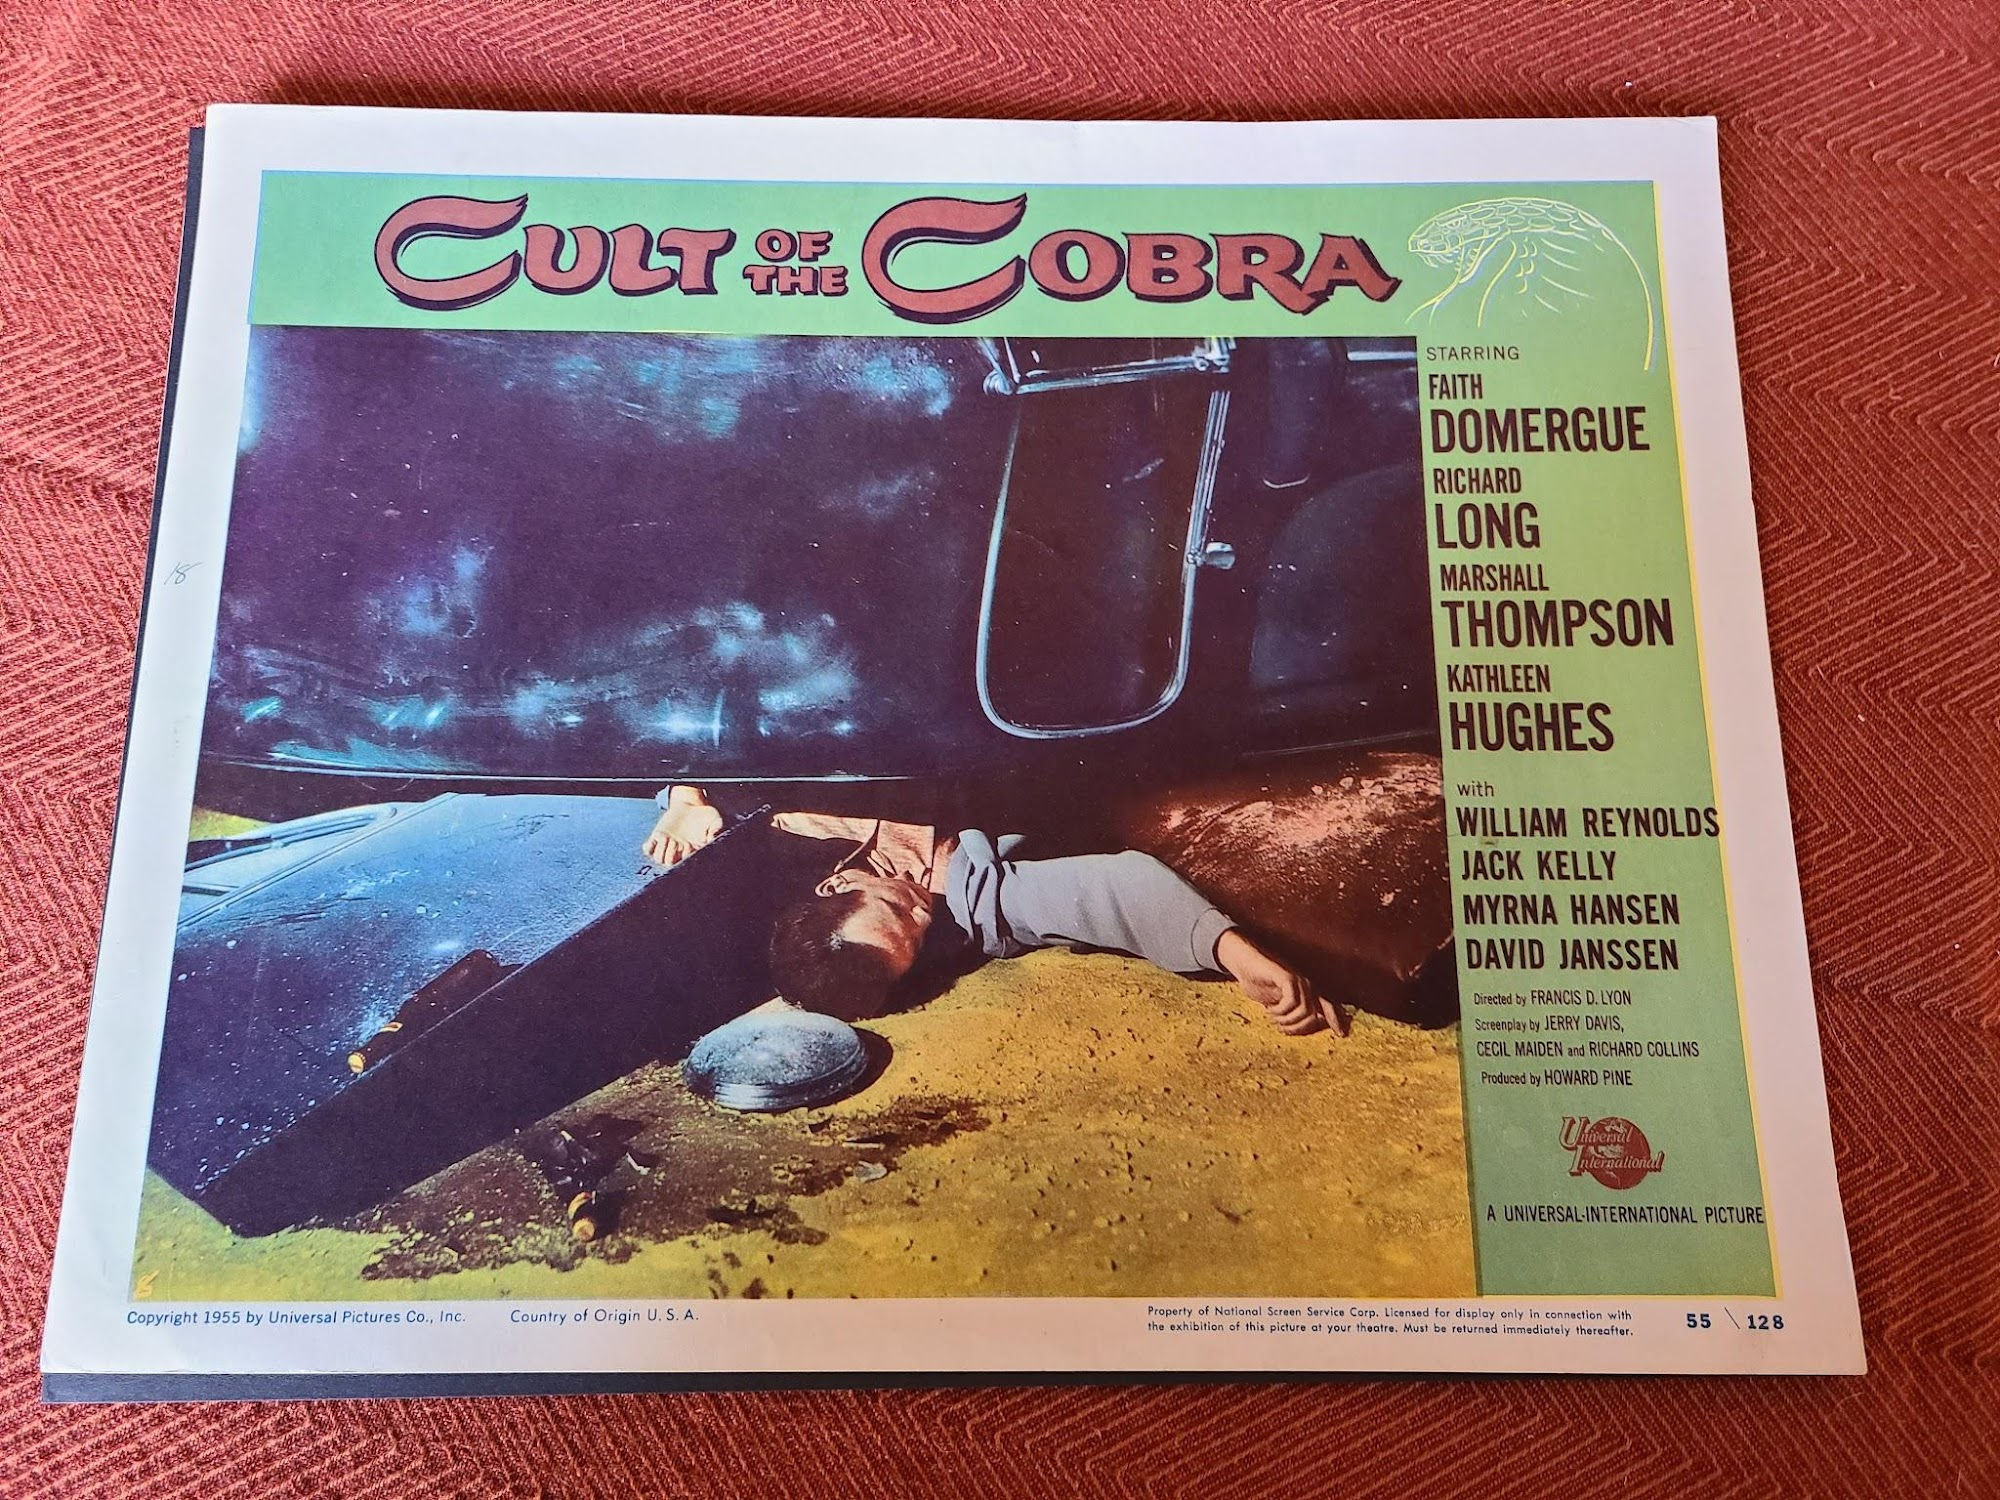 CULT OF THE COBRA
STARRING
FAITH
DOMERGUE
RICHARD
LONG
MARSHALL
THOMPSON
KATHLEEN
HUGHES
with
WILLIAM REYNOLDS
JACK KELLY
MYRNA HANSEN
DAVID JANSSEN
Directed by FRANCIS D. LYON
Screenplay by JERRY DAVIS,
CECIL MAIDEN and RICHARD COLLINS
Produced by HOWARD PINE
Universal
International
A UNIVERSAL-INTERNATIONAL PICTURE
18
Copyright 1955 by Universal Pictures Co., Inc. Country of Origin U. S. A.
Property of National Screen Service Corp. Licensed for display only in connection with
the exhibition of this picture at your theatre. Must be returned immediately thereafter.
55 \ 128